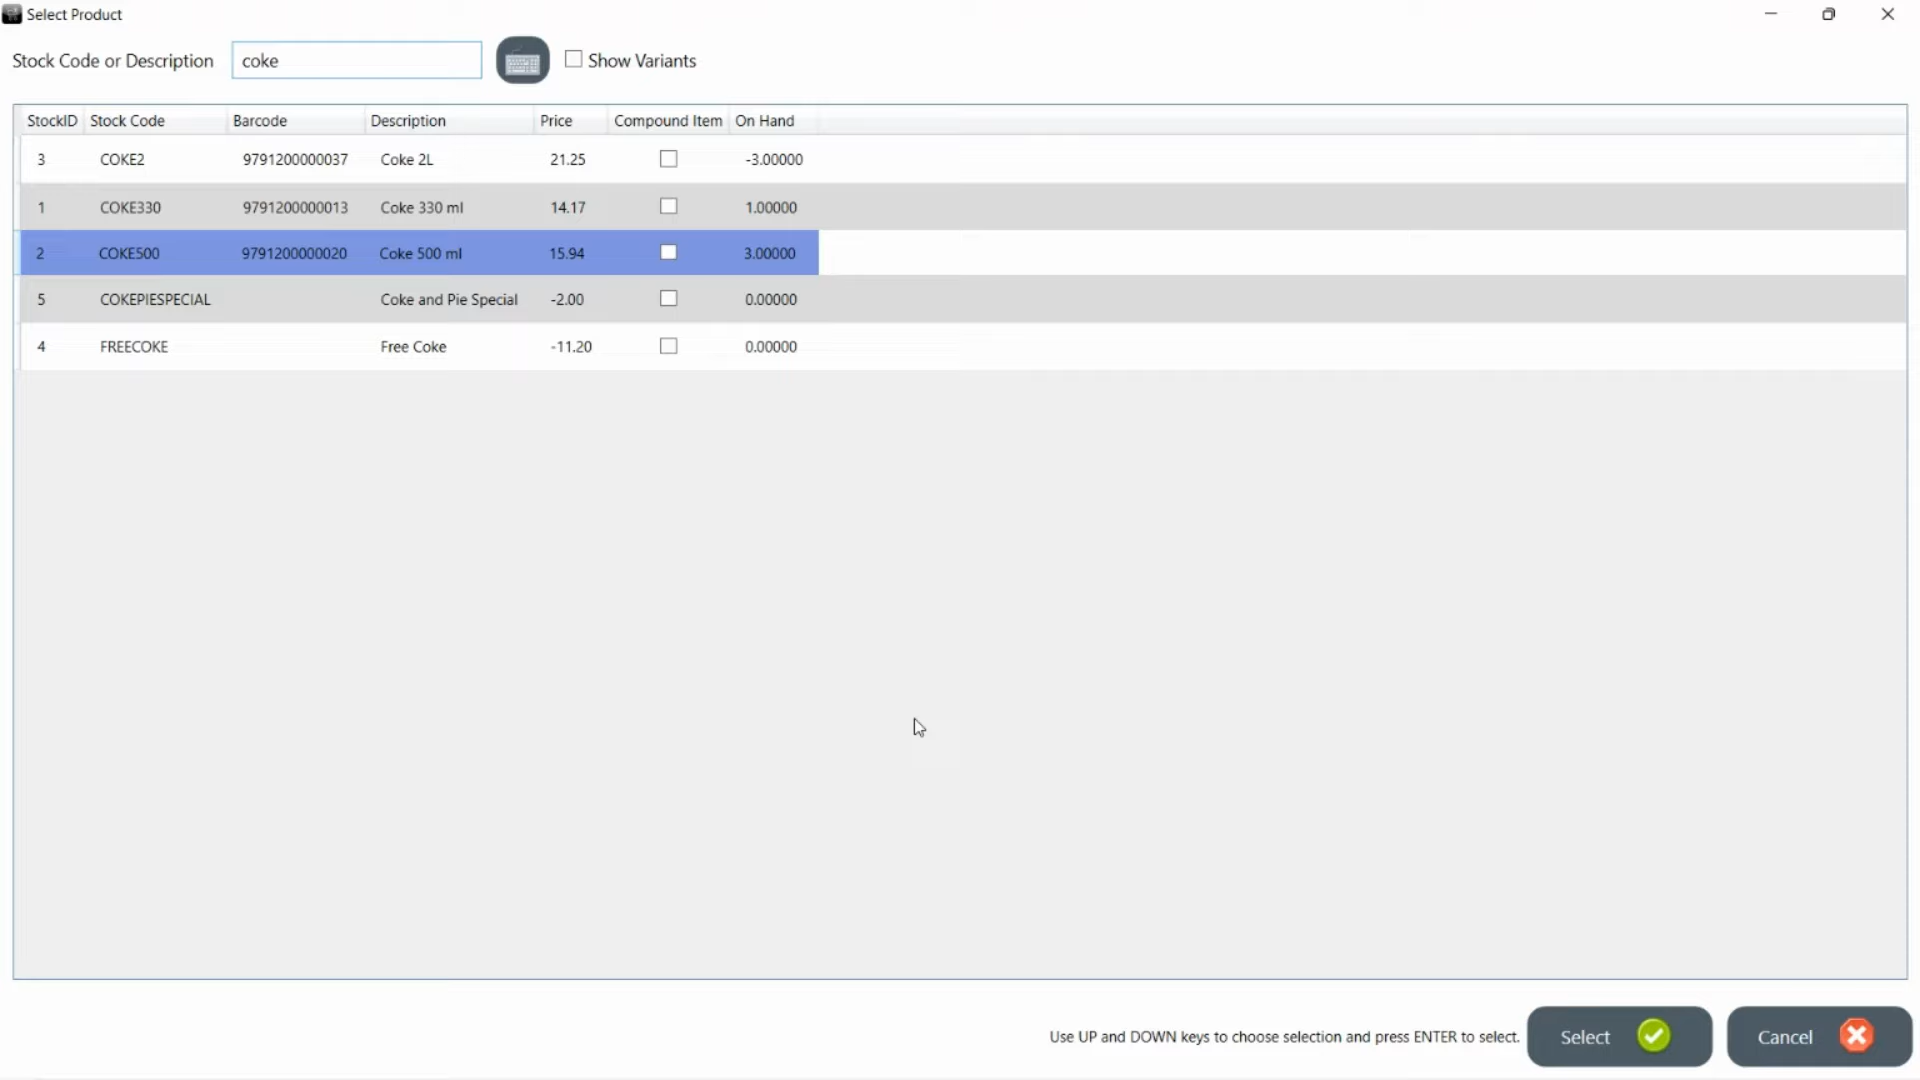 Select Product
Stock Code or Description coke Show Variants
StockID Stock Code Barcode Description Price Compound Item On Hand
3 COKE2 9791200000037 Coke 2L 21.25 -3.00000
1 COKE330 9791200000013 Coke 330 ml 14.17 1.00000
2 COKE500 9791200000020 Coke 500 ml 15.94 3.00000
5 COKEPIESPECIAL Coke and Pie Special -2.00 0.00000
4 FREECOKE Free Coke -11.20 0.00000
Use UP and DOWN keys to choose selection and press ENTER to select. Select Cancel